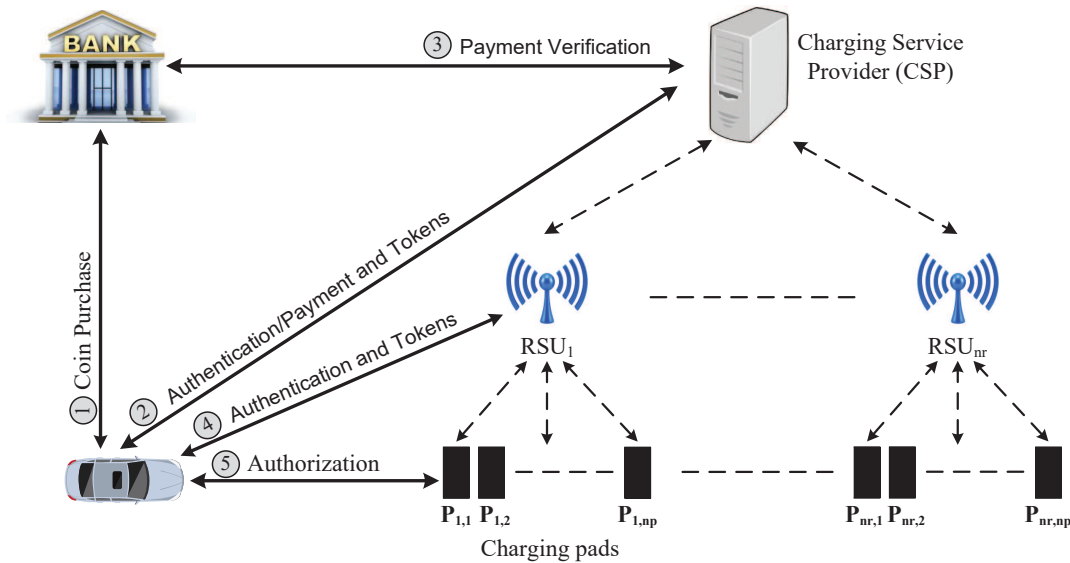 BANK
3 Payment Verification
Charging Service
Provider (CSP)
1 Coin Purchase
2 Authentication/Payment and Tokens
4 Authentication and Tokens
5 Authorization
RSU1
RSUnr
P1,1
P1,2
P1,np
Pnr,1
Pnr,2
Pnr,np
Charging pads